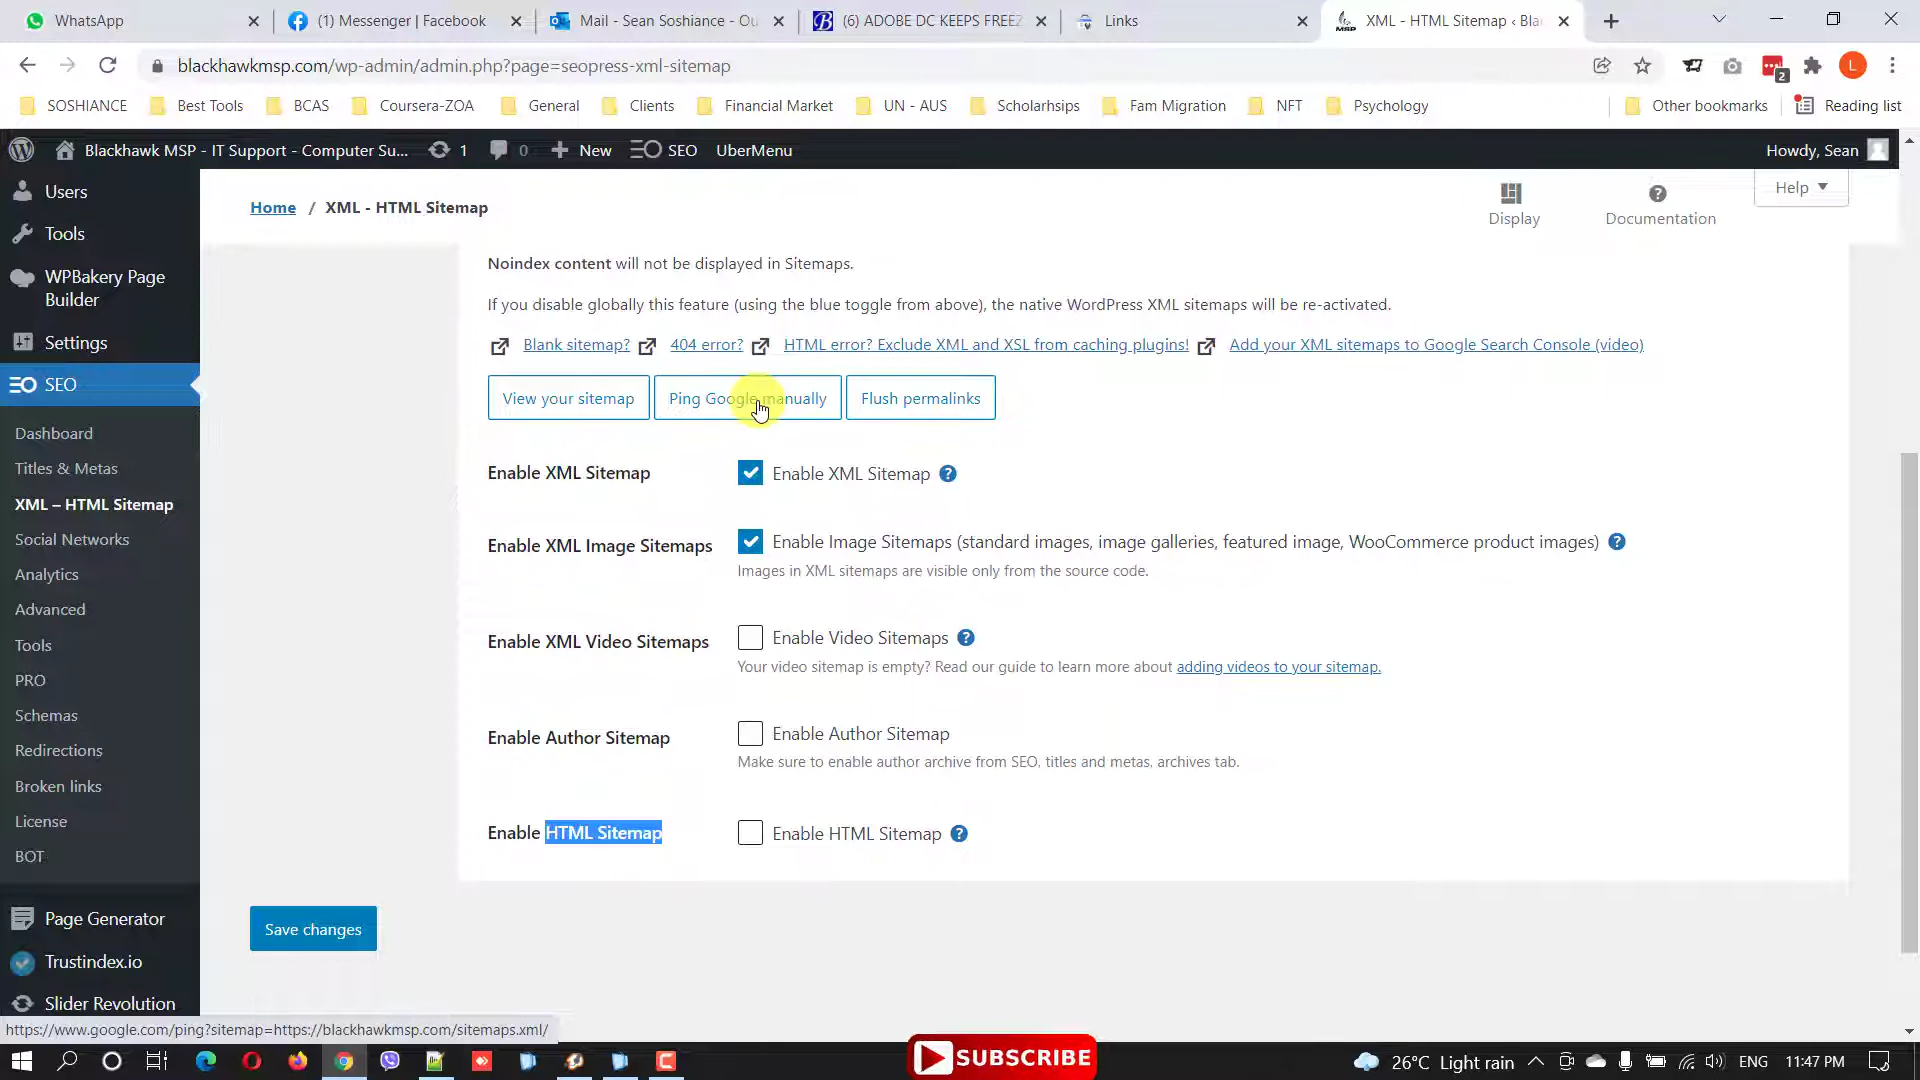 WhatsApp
(1) Messenger | Facebook
Mail - Sean Soshiance - Ou
(6) ADOBE DC KEEPS FREEZ
Links
XML - HTML Sitemap ‹ Bla
blackhawkmsp.com/wp-admin/admin.php?page=seopress-xml-sitemap
2
L
SOSHIANCE
Best Tools
BCAS
Coursera-ZOA
General
Clients
Financial Market
UN - AUS
Scholarhsips
Fam Migration
NFT
Psychology
Other bookmarks
Reading list
Blackhawk MSP - IT Support - Computer Su...
1
0
New
SEO
UberMenu
Howdy, Sean
Users
Tools
WPBakery Page
Builder
Settings
SEO
Dashboard
Titles & Metas
XML – HTML Sitemap
Social Networks
Analytics
Advanced
Tools
PRO
Schemas
Redirections
Broken links
License
BOT
Page Generator
Trustindex.io
Slider Revolution
Home / XML - HTML Sitemap
Display
Documentation
Help
Noindex content will not be displayed in Sitemaps.
If you disable globally this feature (using the blue toggle from above), the native WordPress XML sitemaps will be re-activated.
Blank sitemap? 404 error? HTML error? Exclude XML and XSL from caching plugins! Add your XML sitemaps to Google Search Console (video)
View your sitemap
Ping Google manually
Flush permalinks
Enable XML Sitemap
Enable XML Sitemap ?
Enable XML Image Sitemaps
Enable Image Sitemaps (standard images, image galleries, featured image, WooCommerce product images) ?
Images in XML sitemaps are visible only from the source code.
Enable XML Video Sitemaps
Enable Video Sitemaps ?
Your video sitemap is empty? Read our guide to learn more about adding videos to your sitemap.
Enable Author Sitemap
Enable Author Sitemap
Make sure to enable author archive from SEO, titles and metas, archives tab.
Enable HTML Sitemap
Enable HTML Sitemap ?
Save changes
https://www.google.com/ping?sitemap=https://blackhawkmsp.com/sitemaps.xml/
SUBSCRIBE
26°C Light rain
ENG
11:47 PM